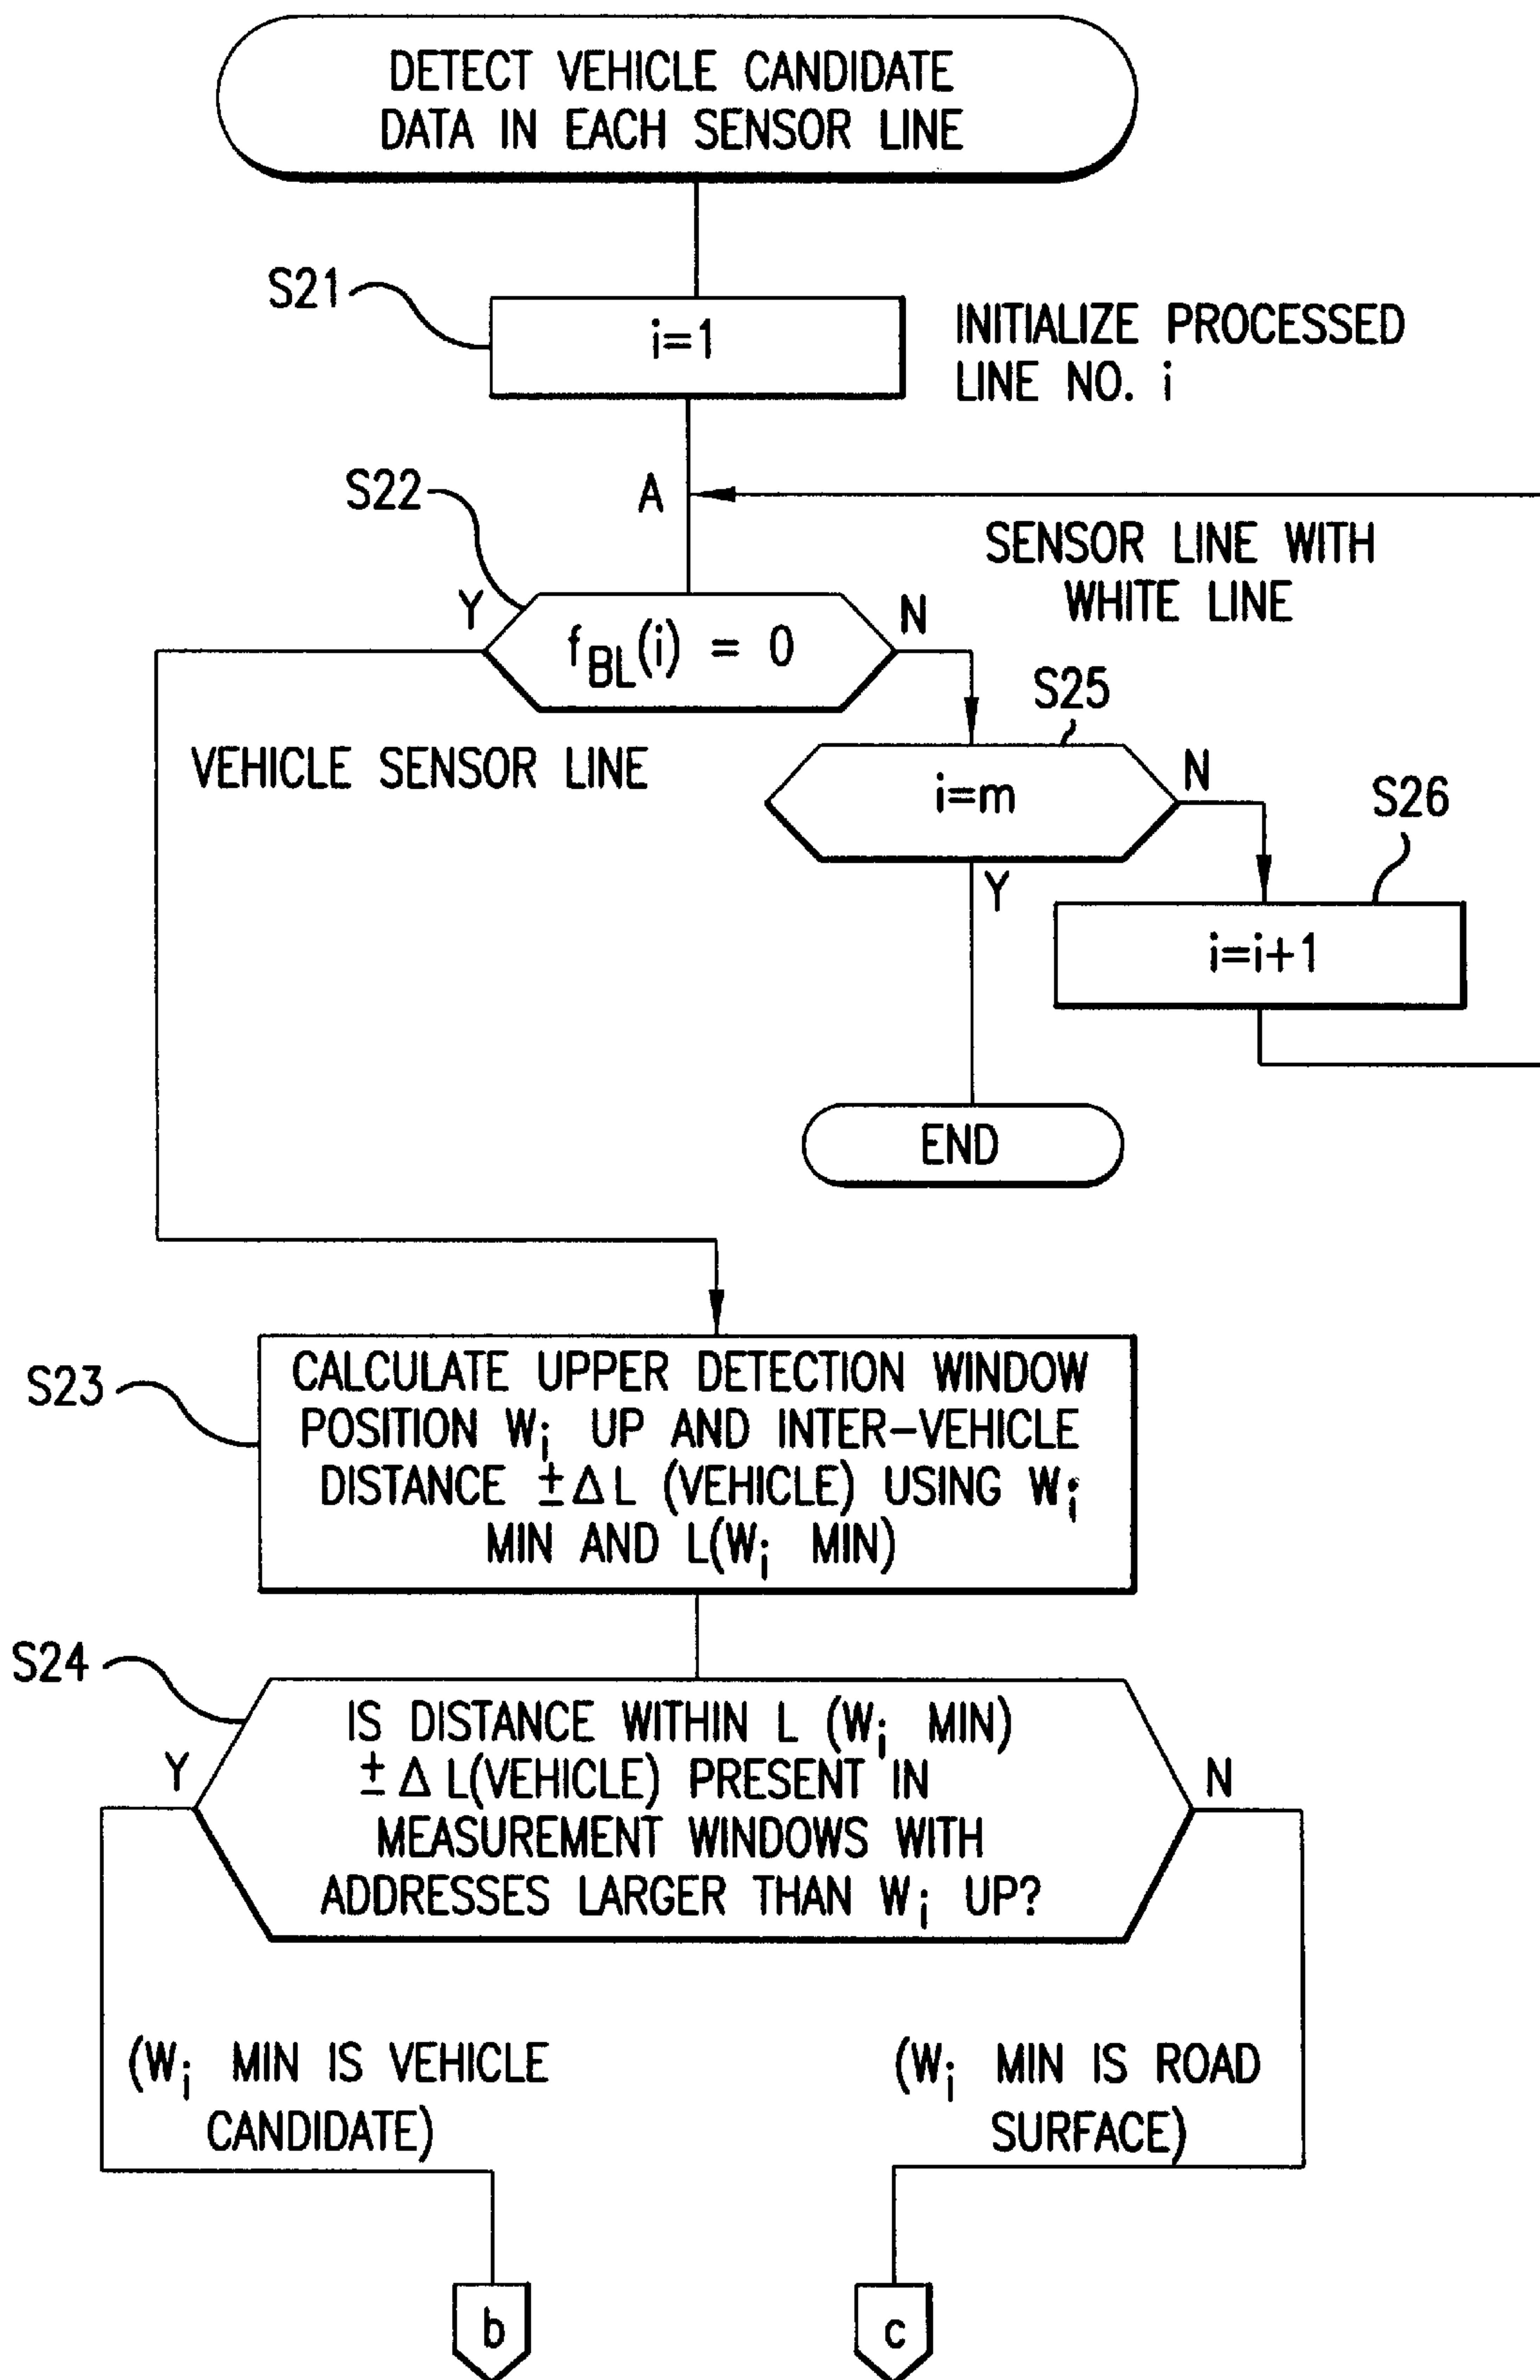 DETECT VEHICLE CANDIDATE
DATA IN EACH SENSOR LINE
S21
i=1
INITIALIZE PROCESSED
LINE NO. i
S22
A
SENSOR LINE WITH
WHITE LINE
Y
fBL(i) = 0
N
S25
VEHICLE SENSOR LINE
i=m
N
S26
Y
i=i+1
END
S23
CALCULATE UPPER DETECTION WINDOW
POSITION Wi UP AND INTER-VEHICLE
DISTANCE ±Δ L (VEHICLE) USING Wi
MIN AND L(Wi MIN)
S24
IS DISTANCE WITHIN L (Wi MIN)
± Δ L(VEHICLE) PRESENT IN
MEASUREMENT WINDOWS WITH
ADDRESSES LARGER THAN Wi UP?
Y
N
(Wi MIN IS VEHICLE
CANDIDATE)
(Wi MIN IS ROAD
SURFACE)
b
c